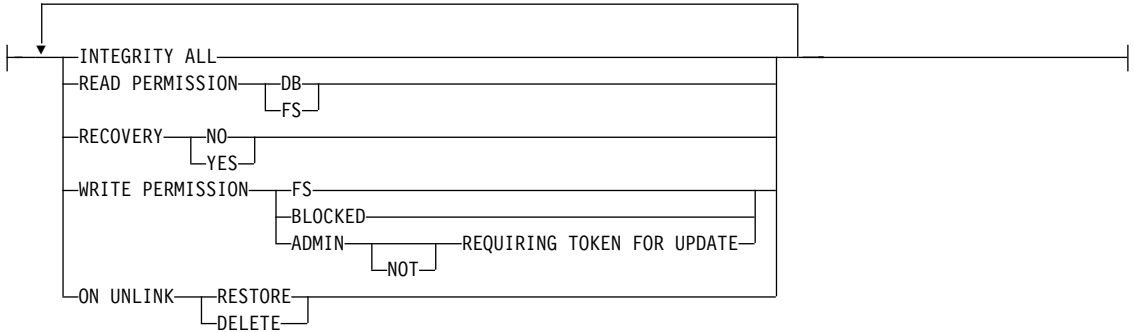 INTEGRITY ALL
READ PERMISSION DB
FS
RECOVERY NO
YES
WRITE PERMISSION FS
BLOCKED
ADMIN REQUIRING TOKEN FOR UPDATE
NOT
ON UNLINK RESTORE
DELETE